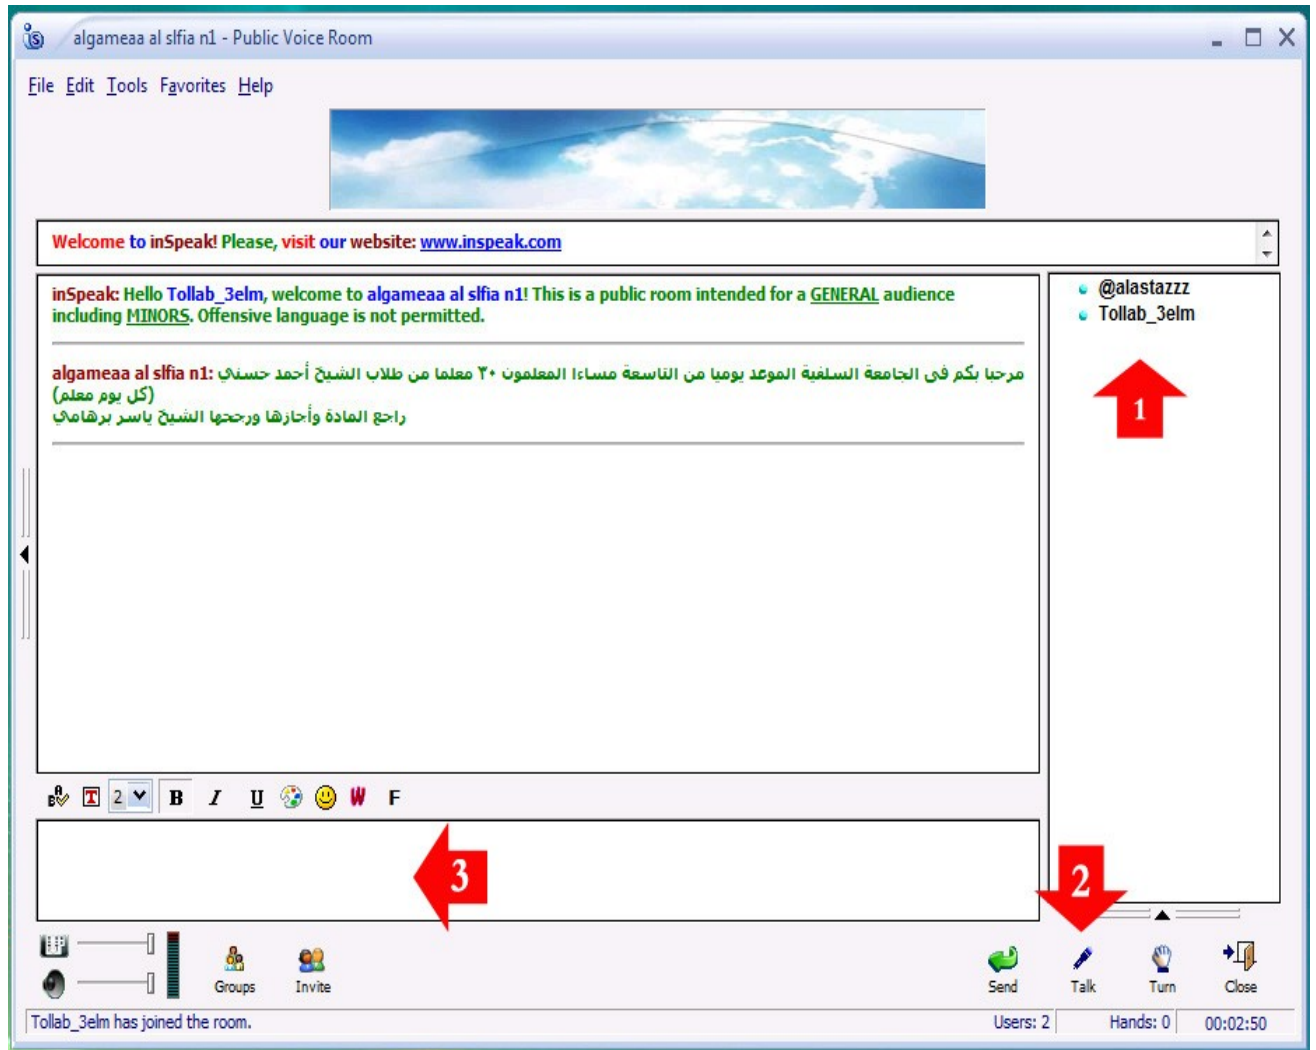 algameaa al slfia n1 - Public Voice Room
File Edit Tools Favorites Help
Welcome to inSpeak! Please, visit our website: www.inspeak.com
inSpeak: Hello Tollab_3elm, welcome to algameaa al slfia n1! This is a public room intended for a GENERAL audience
including MINORS. Offensive language is not permitted.
algameaa al slfia n1: مرحبا بكم فى الجامعة السلفية الموعد يوميا من التاسعة مساءا المعلمون ٣٠ معلما من طلاب الشيخ أحمد حسني
(كل يوم معلم)
راجع المادة وأجازها ورجحها الشيخ ياسر برهامي
@alastazzz
Tollab_3elm
1
2 B I U W F
3
2
Groups Invite Send Talk Turn Close
Tollab_3elm has joined the room. Users: 2 Hands: 0 00:02:50